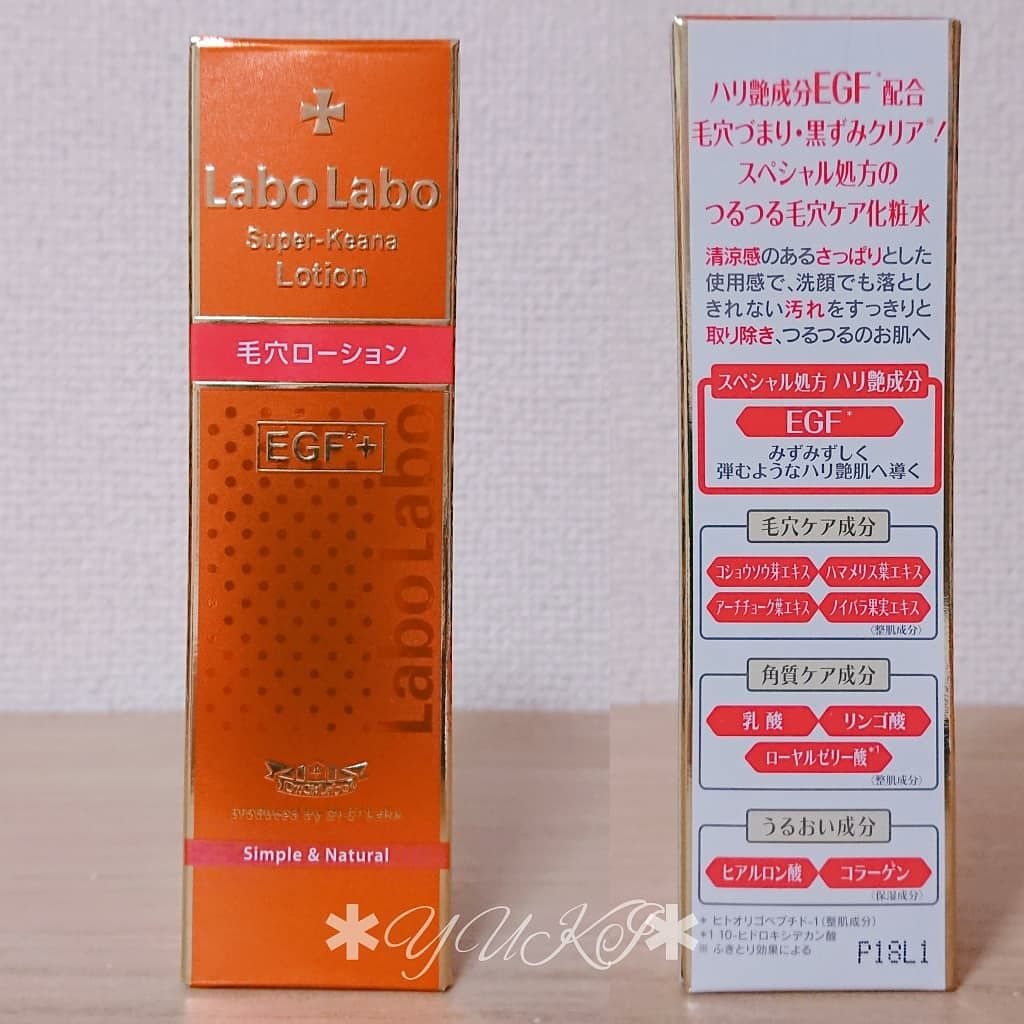 Labo Labo
Super-Keana
Lotion
毛穴ローション
EGF*+
Labo Labo
Simple & Natural
ハリ艶成分EGF*配合
毛穴づまり・黒ずみクリア※!
スペシャル処方の
つるつる毛穴ケア化粧水
清涼感のあるさっぱりとした
使用感で、洗顔でも落とし
きれない汚れをすっきりと
取り除き、つるつるのお肌へ
スペシャル処方 ハリ艶成分
EGF*
みずみずしく
弾むようなハリ艶肌へ導く
毛穴ケア成分
コショウソウ芽エキス ハマメリス葉エキス
アーチチョーク葉エキス ノイバラ果実エキス
(整肌成分)
角質ケア成分
乳酸 リンゴ酸
ローヤルゼリー酸*1
(整肌成分)
うるおい成分
ヒアルロン酸 コラーゲン
(保湿成分)
* ヒトオリゴペプチド-1(整肌成分)
*1 10-ヒドロキシデカン酸
※ ふきとり効果による
P18L1
*YUKI*